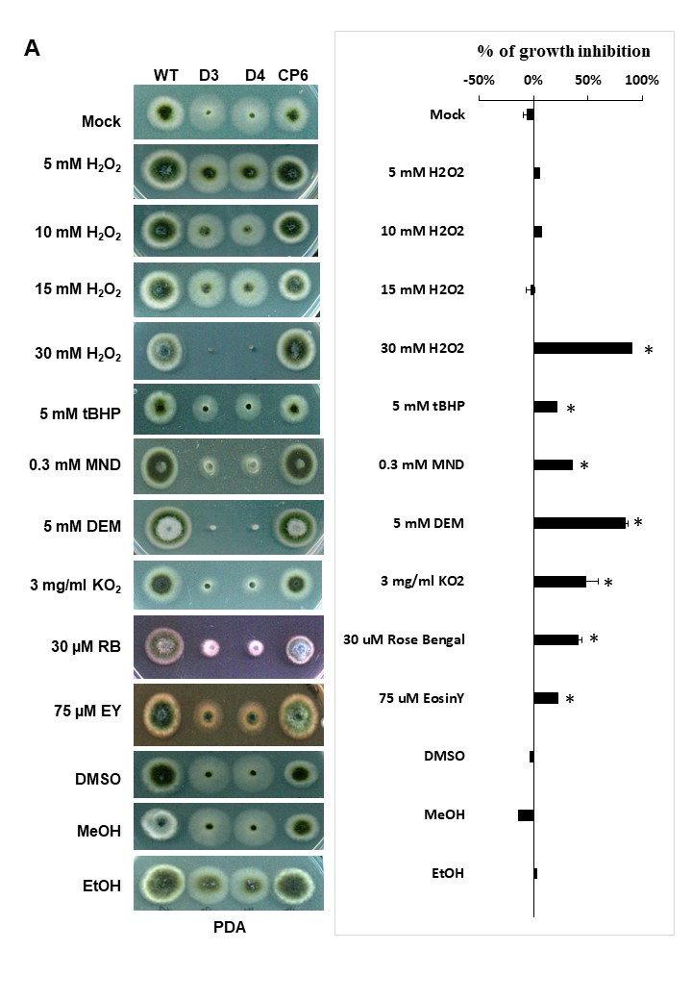 A
WT D3 D4 CP6
Mock
5 mM H₂O₂
10 mM H₂O₂
15 mM H₂O₂
30 mM H₂O₂
5 mM tBHP
0.3 mM MND
5 mM DEM
3 mg/ml KO₂
30 µM RB
75 µM EY
DMSO
MeOH
EtOH
PDA
% of growth inhibition
-50% 0% 50% 100%
Mock
5 mM H2O2
10 mM H2O2
15 mM H2O2
30 mM H2O2 *
5 mM tBHP *
0.3 mM MND *
5 mM DEM *
3 mg/ml KO2 *
30 uM Rose Bengal *
75 uM EosinY *
DMSO
MeOH
EtOH